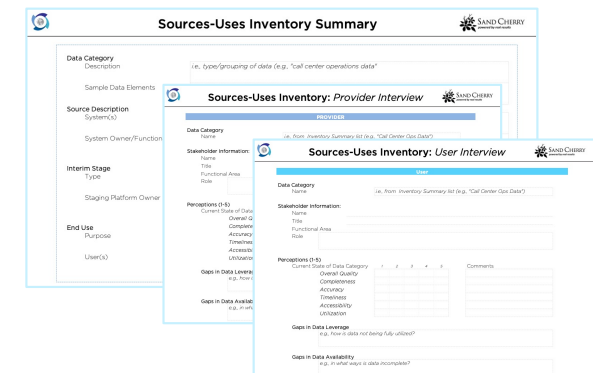 Sources-Uses Inventory Summary
SAND CHERRY
Data Category
Description
i.e., type/grouping of data (e.g., "call center operations data"
Sample Data Elements
Source Description
System(s)
System Owner/Function
Interim Stage
Type
Staging Platform Owner
End Use
Purpose
User(s)
Sources-Uses Inventory: Provider Interview
SAND CHERRY
PROVIDER
Data Category
Name
i.e., from Inventory Summary list (e.g., "Call Center Ops Data")
Stakeholder Information:
Name
Title
Functional Area
Role
Perceptions (1-5)
Current State of Data
Overall Q
Complete
Accuracy
Timelines
Accessibi
Utilizatio
Gaps in Data Leverag
e.g., how i
Gaps in Data Availab
e.g., in wha
Sources-Uses Inventory: User Interview
SAND CHERRY
User
Data Category
Name
i.e., from Inventory Summary list (e.g., "Call Center Ops Data")
Stakeholder Information:
Name
Title
Functional Area
Role
Perceptions (1-5)
Current State of Data Category 1 2 3 4 5 Comments
Overall Quality
Completeness
Accuracy
Timeliness
Accessibility
Utilization
Gaps in Data Leverage
e.g., how is data not being fully utilized?
Gaps in Data Availability
e.g., in what ways is data incomplete?